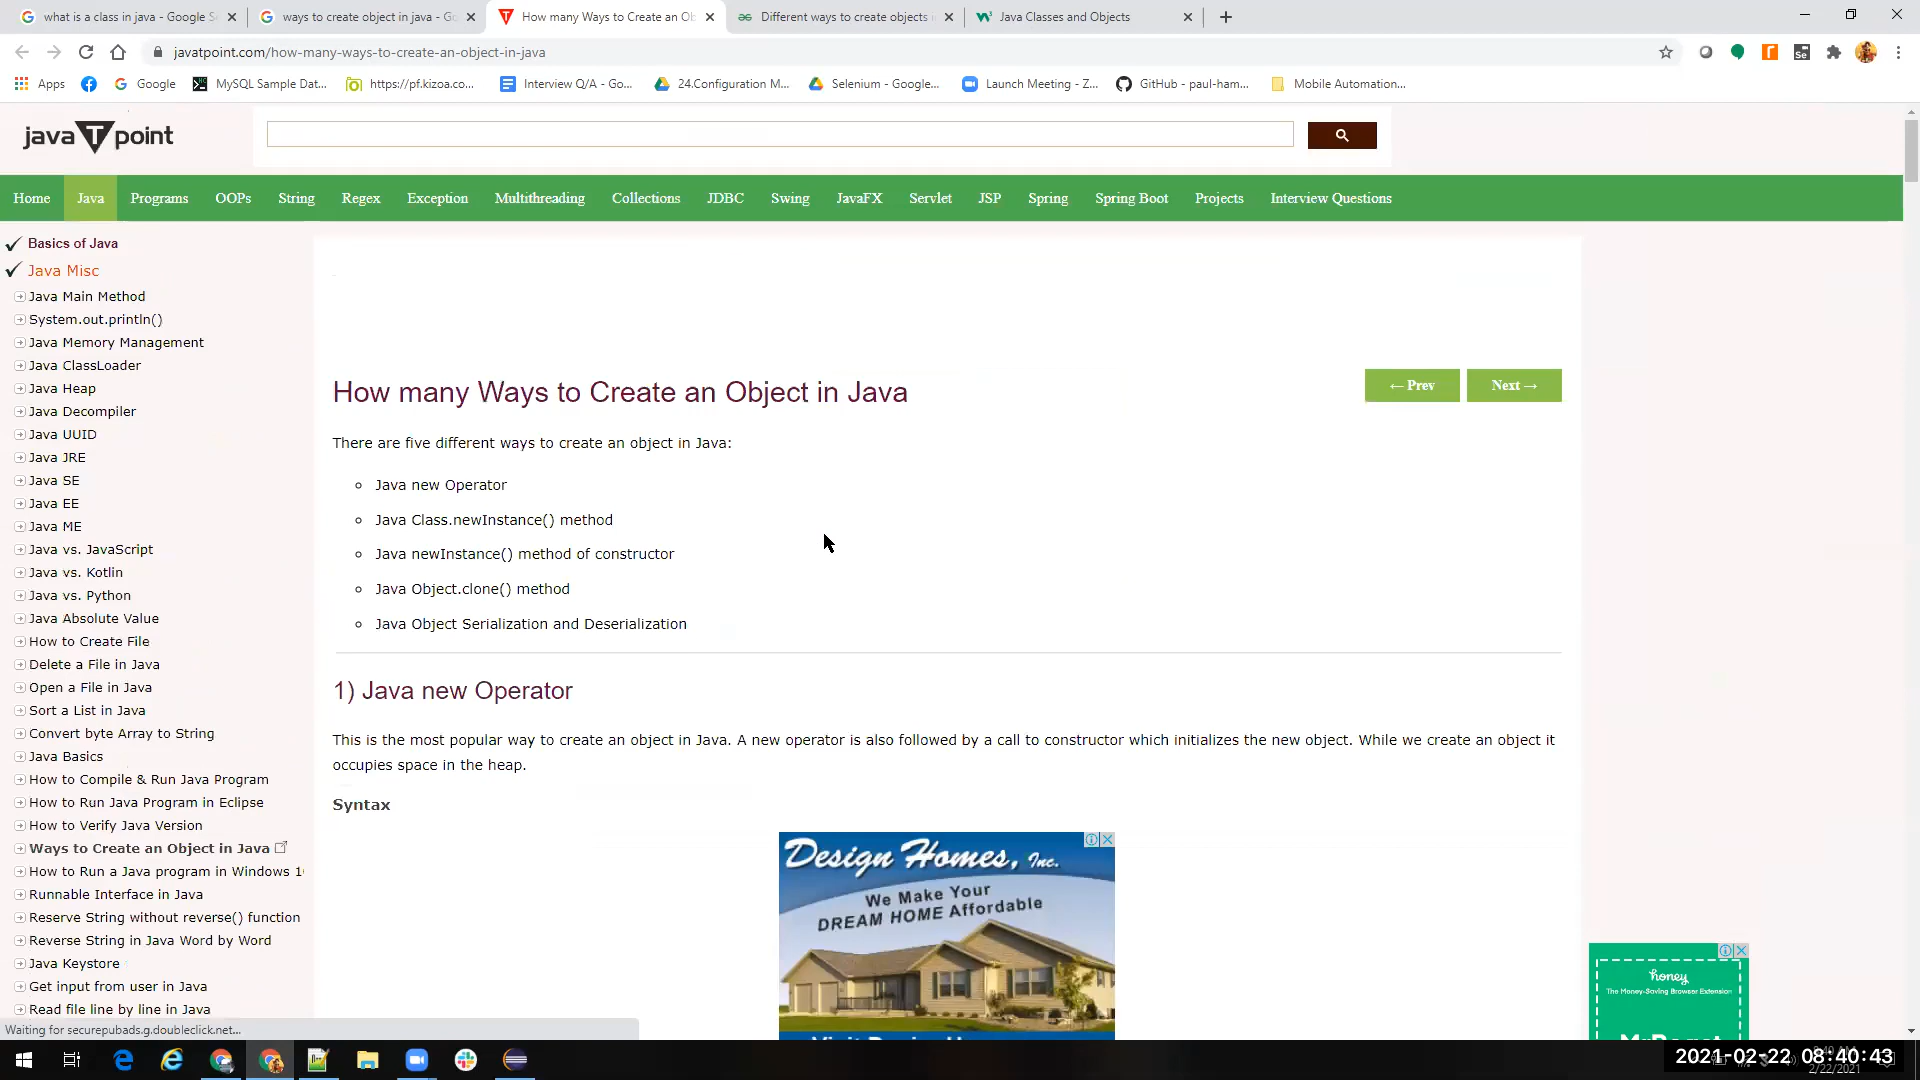 what is a class in java - Google S
ways to create object in java - Go
How many Ways to Create an Ob
Different ways to create objects i
Java Classes and Objects
javatpoint.com/how-many-ways-to-create-an-object-in-java
Apps
Google
MySQL Sample Dat...
https://pf.kizoa.co...
Interview Q/A - Go...
24.Configuration M...
Selenium - Google...
Launch Meeting - Z...
GitHub - paul-ham...
Mobile Automation...
java T point
Home Java Programs OOPs String Regex Exception Multithreading Collections JDBC Swing JavaFX Servlet JSP Spring Spring Boot Projects Interview Questions
Basics of Java
Java Misc
Java Main Method
System.out.println()
Java Memory Management
Java ClassLoader
Java Heap
Java Decompiler
Java UUID
Java JRE
Java SE
Java EE
Java ME
Java vs. JavaScript
Java vs. Kotlin
Java vs. Python
Java Absolute Value
How to Create File
Delete a File in Java
Open a File in Java
Sort a List in Java
Convert byte Array to String
Java Basics
How to Compile & Run Java Program
How to Run Java Program in Eclipse
How to Verify Java Version
Ways to Create an Object in Java
How to Run a Java program in Windows 1
Runnable Interface in Java
Reserve String without reverse() function
Reverse String in Java Word by Word
Java Keystore
Get input from user in Java
Read file line by line in Java
Waiting for securepubads.g.doubleclick.net...
How many Ways to Create an Object in Java
← Prev
Next →
There are five different ways to create an object in Java:
Java new Operator
Java Class.newInstance() method
Java newInstance() method of constructor
Java Object.clone() method
Java Object Serialization and Deserialization
1) Java new Operator
This is the most popular way to create an object in Java. A new operator is also followed by a call to constructor which initializes the new object. While we create an object it
occupies space in the heap.
Syntax
Design Homes, Inc.
We Make Your
DREAM HOME Affordable
honey
The Money-Saving Browser Extension
2021-02-22 08:40:43
2/22/2021